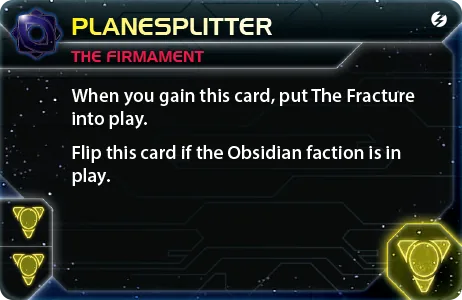 PLANESPLITTER
THE FIRMAMENT
When you gain this card, put The Fracture
into play.
Flip this card if the Obsidian faction is in
play.